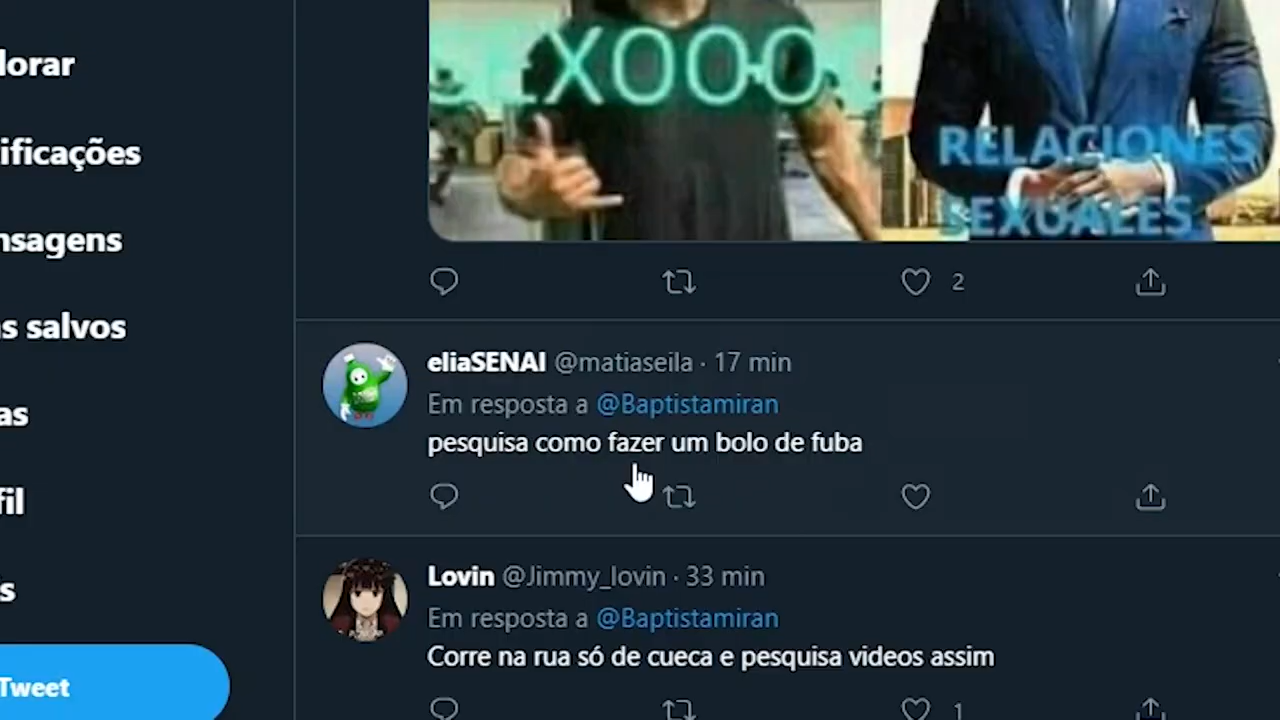 lorar
ificações
nsagens
s salvos
as
fil
s
Tweet
XOOO
RELACIONES
SEXUALES
2
eliaSENAI @matiaseila · 17 min
Em resposta a @Baptistamiran
pesquisa como fazer um bolo de fuba
Lovin @Jimmy_lovin · 33 min
Em resposta a @Baptistamiran
Corre na rua só de cueca e pesquisa videos assim
1